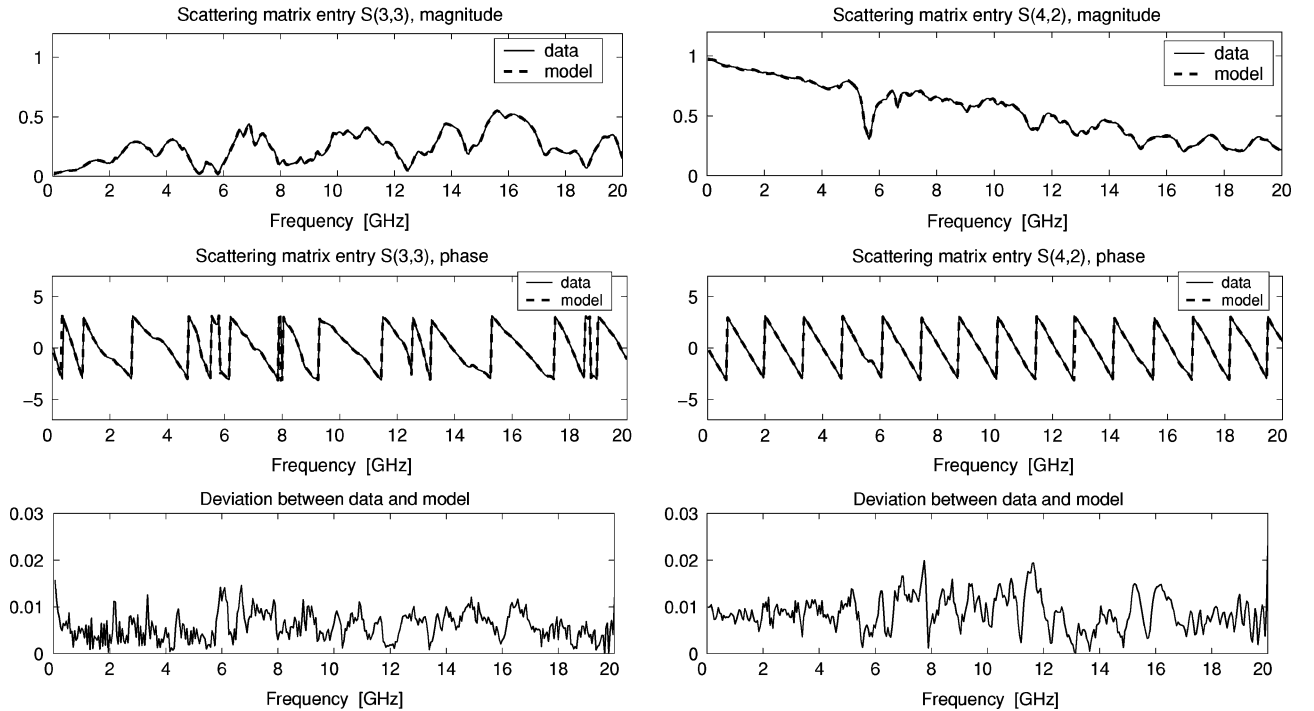 Scattering matrix entry S(3,3), magnitude
1
0.5
0
data
model
0 2 4 6 8 10 12 14 16 18 20
Frequency [GHz]
Scattering matrix entry S(4,2), magnitude
1
0.5
0
data
model
0 2 4 6 8 10 12 14 16 18 20
Frequency [GHz]
Scattering matrix entry S(3,3), phase
5
0
−5
data
model
0 2 4 6 8 10 12 14 16 18 20
Frequency [GHz]
Scattering matrix entry S(4,2), phase
5
0
−5
data
model
0 2 4 6 8 10 12 14 16 18 20
Frequency [GHz]
Deviation between data and model
0.03
0.02
0.01
0
0 2 4 6 8 10 12 14 16 18 20
Frequency [GHz]
Deviation between data and model
0.03
0.02
0.01
0
0 2 4 6 8 10 12 14 16 18 20
Frequency [GHz]